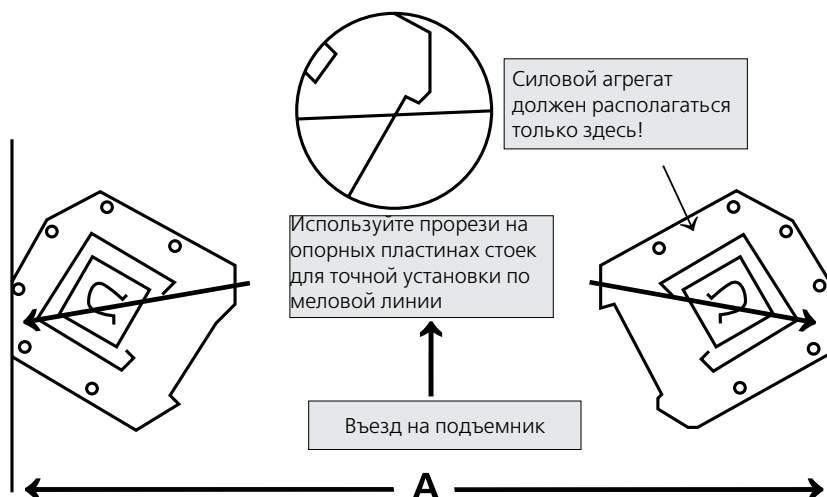 Силовой агрегат
должен располагаться
только здесь!
Используйте прорези на
опорных пластинах стоек
для точной установки по
меловой линии
Въезд на подъемник
A